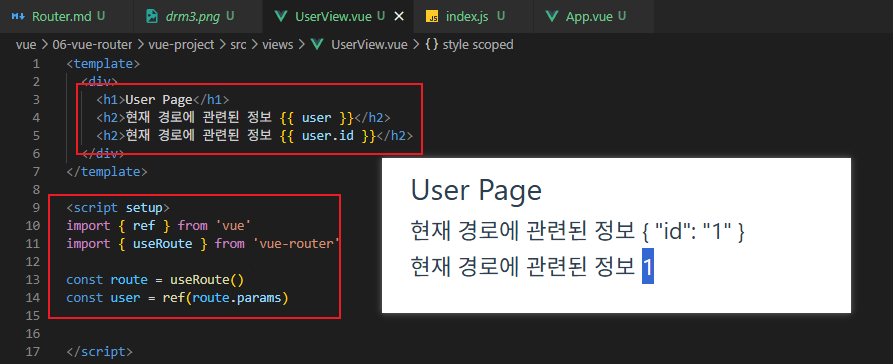 Router.md U drm3.png U UserView.vue U × JS index.js U App.vue U
vue > 06-vue-router > vue-project > src > views > UserView.vue > {} style scoped
1 <template>
2 <div>
3 <h1>User Page</h1>
4 <h2>현재 경로에 관련된 정보 {{ user }}</h2>
5 <h2>현재 경로에 관련된 정보 {{ user.id }}</h2>
6 </div>
7 </template>
8
9 <script setup>
10 import { ref } from 'vue'
11 import { useRoute } from 'vue-router'
12
13 const route = useRoute()
14 const user = ref(route.params)
15
16
17 </script>
User Page
현재 경로에 관련된 정보 { "id": "1" }
현재 경로에 관련된 정보 1